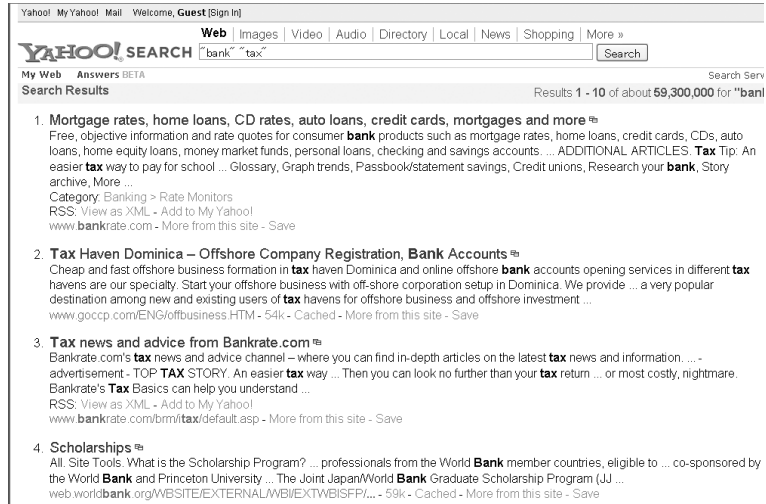 Yahoo! My Yahoo! Mail Welcome, Guest [Sign In]
Web | Images | Video | Audio | Directory | Local | News | Shopping | More »
YAHOO! SEARCH "bank" "tax" Search
My Web Answers BETA Search Serv
Search Results Results 1 - 10 of about 59,300,000 for "banl
1. Mortgage rates, home loans, CD rates, auto loans, credit cards, mortgages and more
Free, objective information and rate quotes for consumer bank products such as mortgage rates, home loans, credit cards, CDs, auto
loans, home equity loans, money market funds, personal loans, checking and savings accounts. ... ADDITIONAL ARTICLES. Tax Tip: An
easier tax way to pay for school ... Glossary, Graph trends, Passbook/statement savings, Credit unions, Research your bank, Story
archive, More ...
Category: Banking > Rate Monitors
RSS: View as XML - Add to My Yahoo!
www.bankrate.com - More from this site - Save
2. Tax Haven Dominica – Offshore Company Registration, Bank Accounts
Cheap and fast offshore business formation in tax haven Dominica and online offshore bank accounts opening services in different tax
havens are our specialty. Start your offshore business with off-shore corporation setup in Dominica. We provide ... a very popular
destination among new and existing users of tax havens for offshore business and offshore investment ...
www.goccp.com/ENG/offbusiness.HTM - 54k - Cached - More from this site - Save
3. Tax news and advice from Bankrate.com
Bankrate.com's tax news and advice channel – where you can find in-depth articles on the latest tax news and information. ... -
advertisement - TOP TAX STORY. An easier tax way ... Then you can look no further than your tax return ... or most costly, nightmare.
Bankrate's Tax Basics can help you understand ...
RSS: View as XML - Add to My Yahoo!
www.bankrate.com/brm/itax/default.asp - More from this site - Save
4. Scholarships
All. Site Tools. What is the Scholarship Program? ... professionals from the World Bank member countries, eligible to ... co-sponsored by
the World Bank and Princeton University ... The Joint Japan/World Bank Graduate Scholarship Program (JJ ...
web.worldbank.org/WBSITE/EXTERNAL/WBI/EXTWBISFP/... - 59k - Cached - More from this site - Save